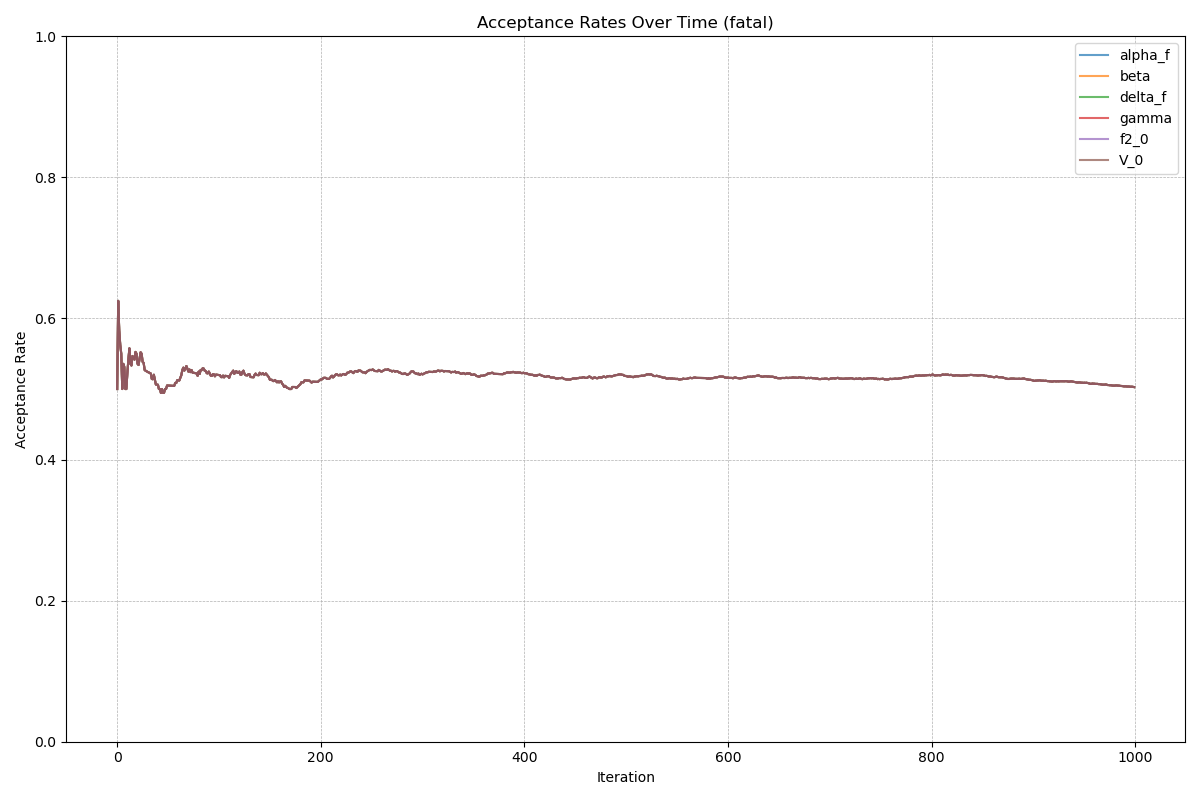 Acceptance Rates Over Time (fatal)
1.0
0.8
0.6
0.4
0.2
0.0
Acceptance Rate
alpha_f
beta
delta_f
gamma
f2_0
V_0
0 200 400 600 800 1000
Iteration